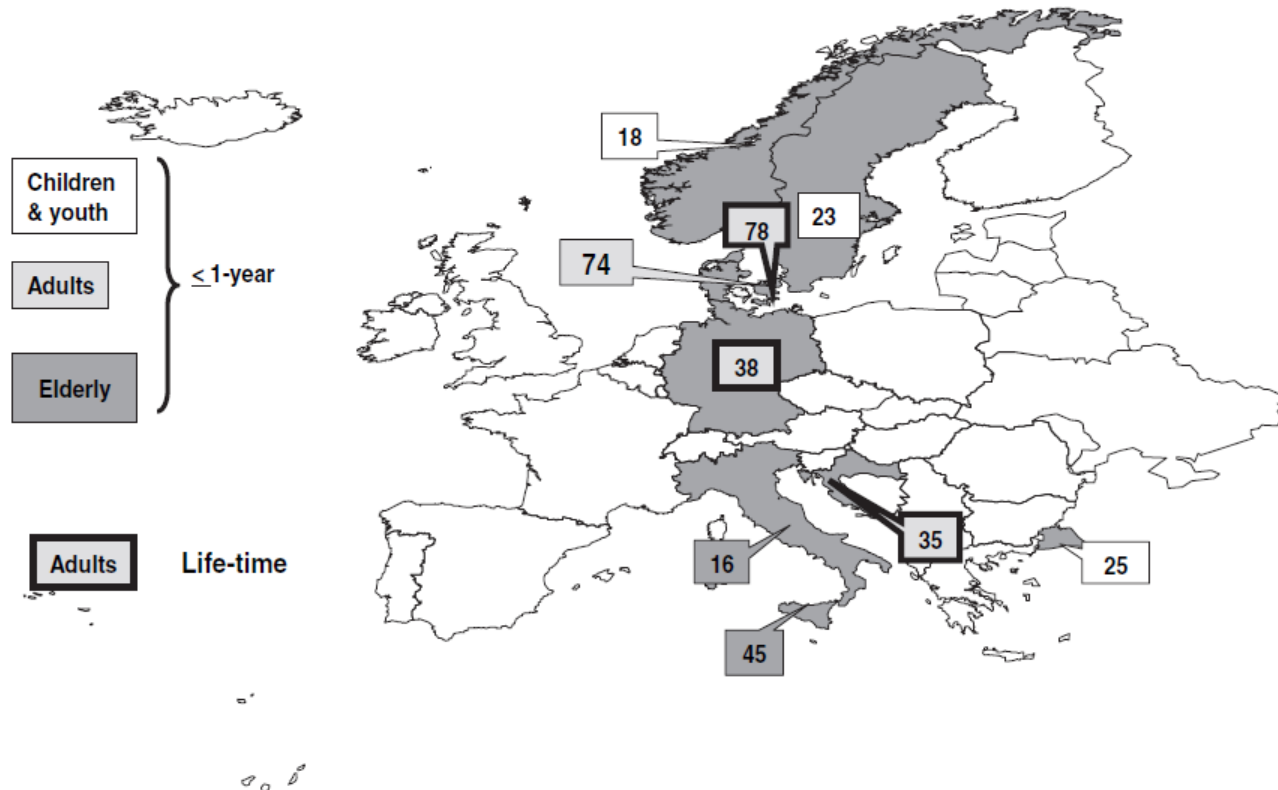 Children
& youth
Adults
Elderly
< 1-year
Adults
Life-time
18
23
78
74
38
35
16
25
45